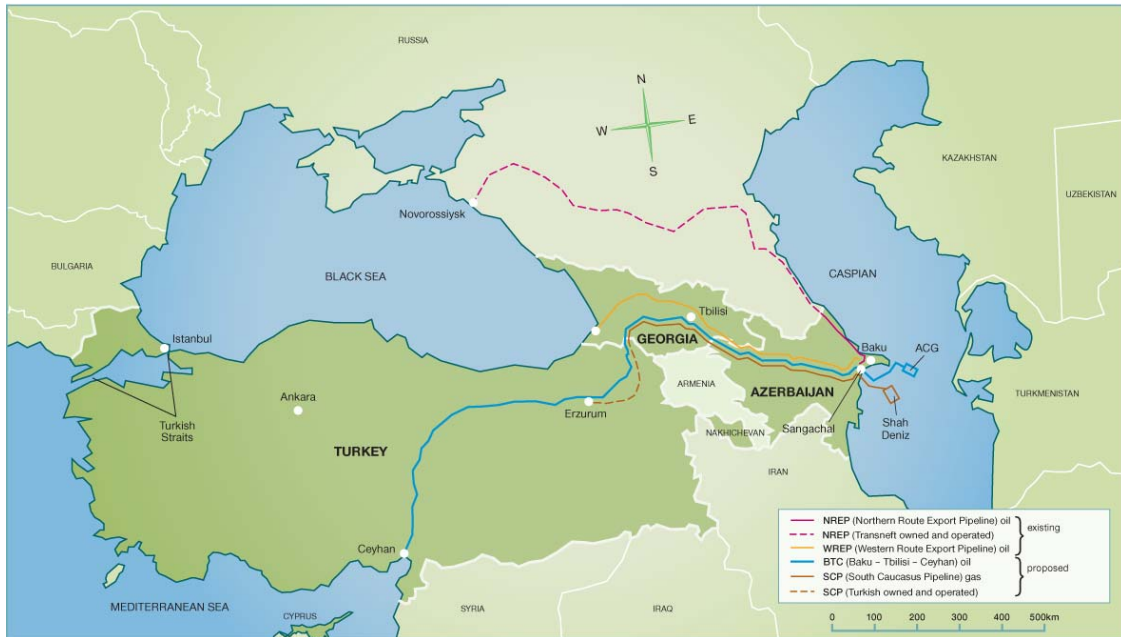 RUSSIA
N
W
E
S
KAZAKHSTAN
UZBEKISTAN
Novorossiysk
BULGARIA
BLACK SEA
CASPIAN
Tbilisi
Istanbul
GEORGIA
Baku
ACG
ARMENIA
AZERBAIJAN
TURKMENISTAN
Ankara
Erzurum
Turkish
Straits
Shah
Deniz
Sangachal
NAKHICHEVAN
TURKEY
IRAN
NREP (Northern Route Export Pipeline) oil
NREP (Transneft owned and operated)
existing
WREP (Western Route Export Pipeline) oil
BTC (Baku – Tbilisi – Ceyhan) oil
SCP (South Caucasus Pipeline) gas
proposed
SCP (Turkish owned and operated)
Ceyhan
MEDITERRANEAN SEA
CYPRUS
SYRIA
IRAQ
0 100 200 300 400 500km